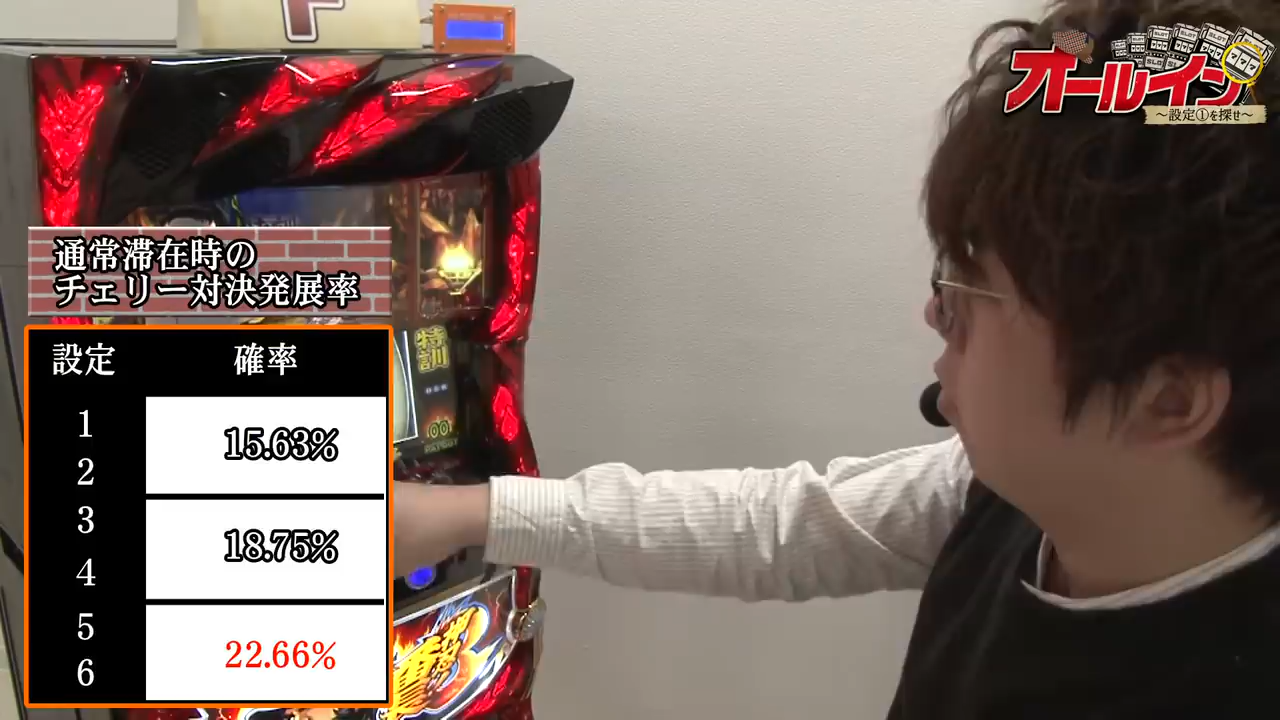 オールイン
～設定①を探せ～
通常滞在時の
チェリー対決発展率
設定 確率
1
2
15.63%
3
4
18.75%
5
6
22.66%
特訓